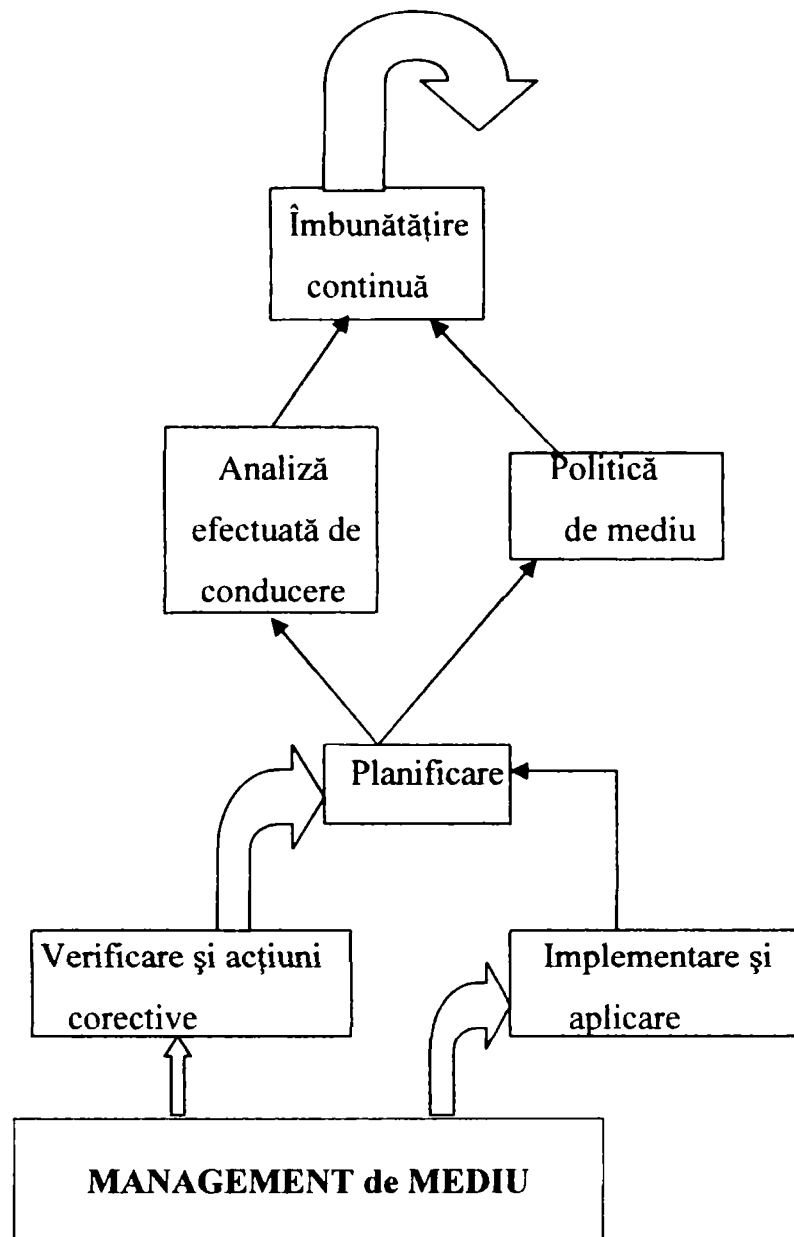 Îmbunătățire
continuă
Analiză
efectuată de
conducere
Politică
de mediu
Planificare
Verificare şi acţiuni
corective
Implementare şi
aplicare
MANAGEMENT de MEDIU